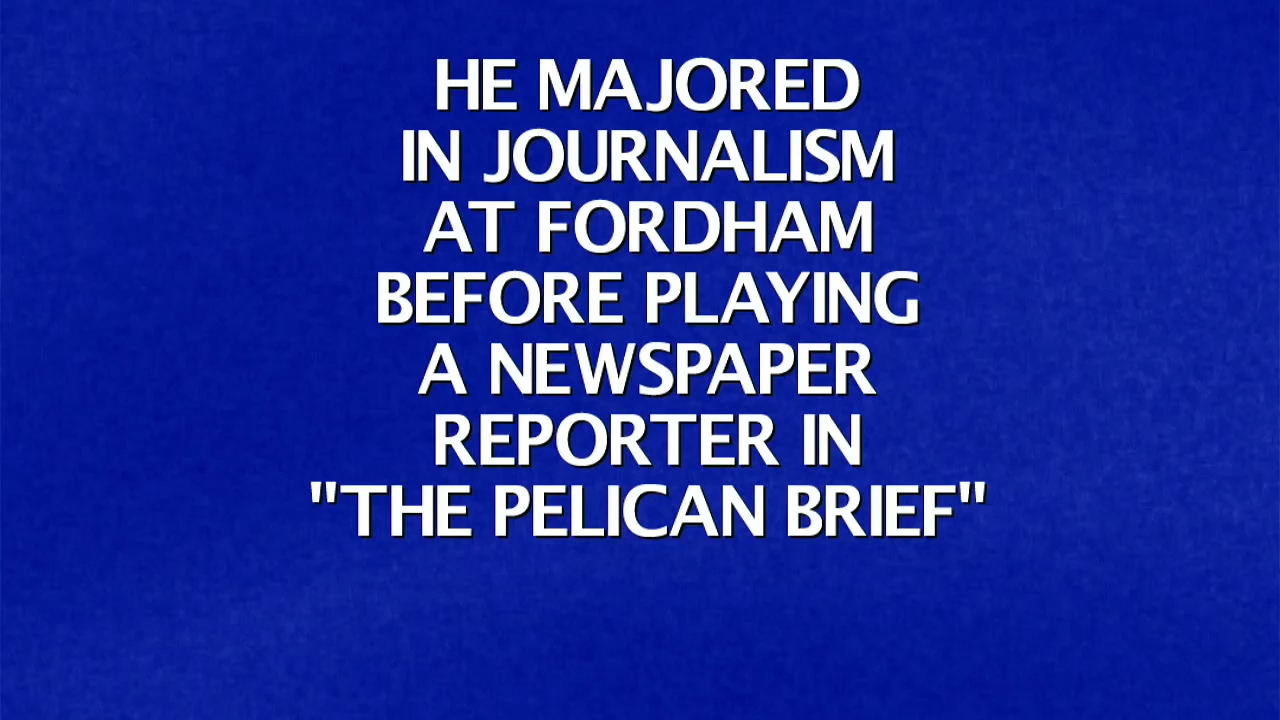 HE MAJORED
IN JOURNALISM
AT FORDHAM
BEFORE PLAYING
A NEWSPAPER
REPORTER IN
"THE PELICAN BRIEF"